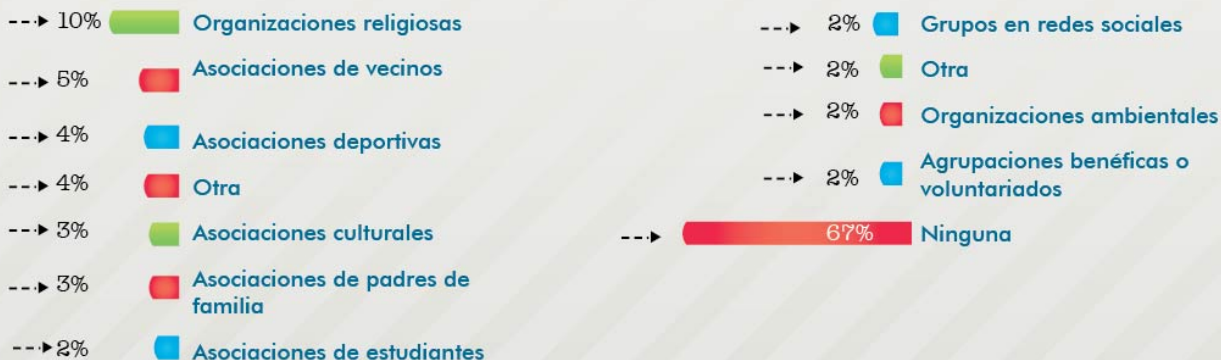 10% Organizaciones religiosas
5% Asociaciones de vecinos
4% Asociaciones deportivas
4% Otra
3% Asociaciones culturales
3% Asociaciones de padres de
familia
2% Asociaciones de estudiantes
2% Grupos en redes sociales
2% Otra
2% Organizaciones ambientales
2% Agrupaciones benéficas o
voluntariados
67% Ninguna